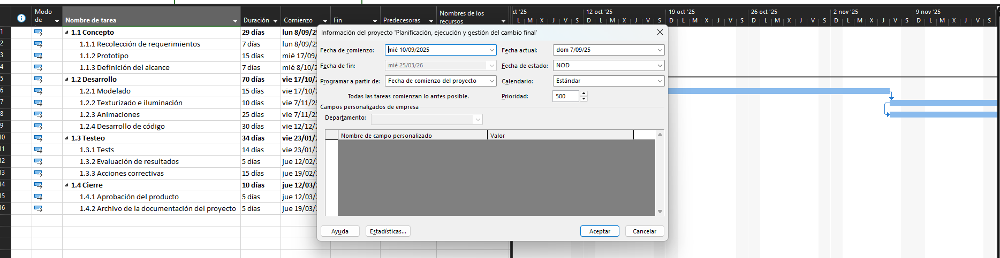 Modo de
Nombre de tarea
Duración
Comienzo
Fin
Predecesoras
Nombres de los recursos
ct '25
12 oct '25
19 oct '25
26 oct '25
2 nov '25
9 nov '25
L M X J V S D L M X J V S D L M X J V S D L M X J V S D L M X J V S D L M X J V S
1 1.1 Concepto 29 días lun 8/09/2
2 1.1.1 Recolección de requerimientos 7 días lun 8/09/2
3 1.1.2 Prototipo 15 días mié 17/09/
4 1.1.3 Definición del alcance 7 días mié 8/10/2
5 1.2 Desarrollo 70 días vie 17/10/
6 1.2.1 Modelado 15 días vie 17/10/
7 1.2.2 Texturizado e iluminación 10 días vie 7/11/25
8 1.2.3 Animaciones 25 días vie 7/11/25
9 1.2.4 Desarrollo de código 30 días vie 12/12/
10 1.3 Testeo 34 días vie 23/01/
11 1.3.1 Tests 14 días vie 23/01/
12 1.3.2 Evaluación de resultados 5 días jue 12/02/
13 1.3.3 Acciones correctivas 15 días jue 19/02/
14 1.4 Cierre 10 días jue 12/03/
15 1.4.1 Aprobación del producto 5 días jue 12/03/
16 1.4.2 Archivo de la documentación del proyecto 5 días jue 19/03/
Información del proyecto 'Planificación, ejecución y gestión del cambio final'
Fecha de comienzo: mié 10/09/2025 Fecha actual: dom 7/09/25
Fecha de fin: mié 25/03/26 Fecha de estado: NOD
Programar a partir de: Fecha de comienzo del proyecto Calendario: Estándar
Todas las tareas comienzan lo antes posible. Prioridad: 500
Campos personalizados de empresa
Departamento:
Nombre de campo personalizado Valor
Ayuda Estadísticas... Aceptar Cancelar